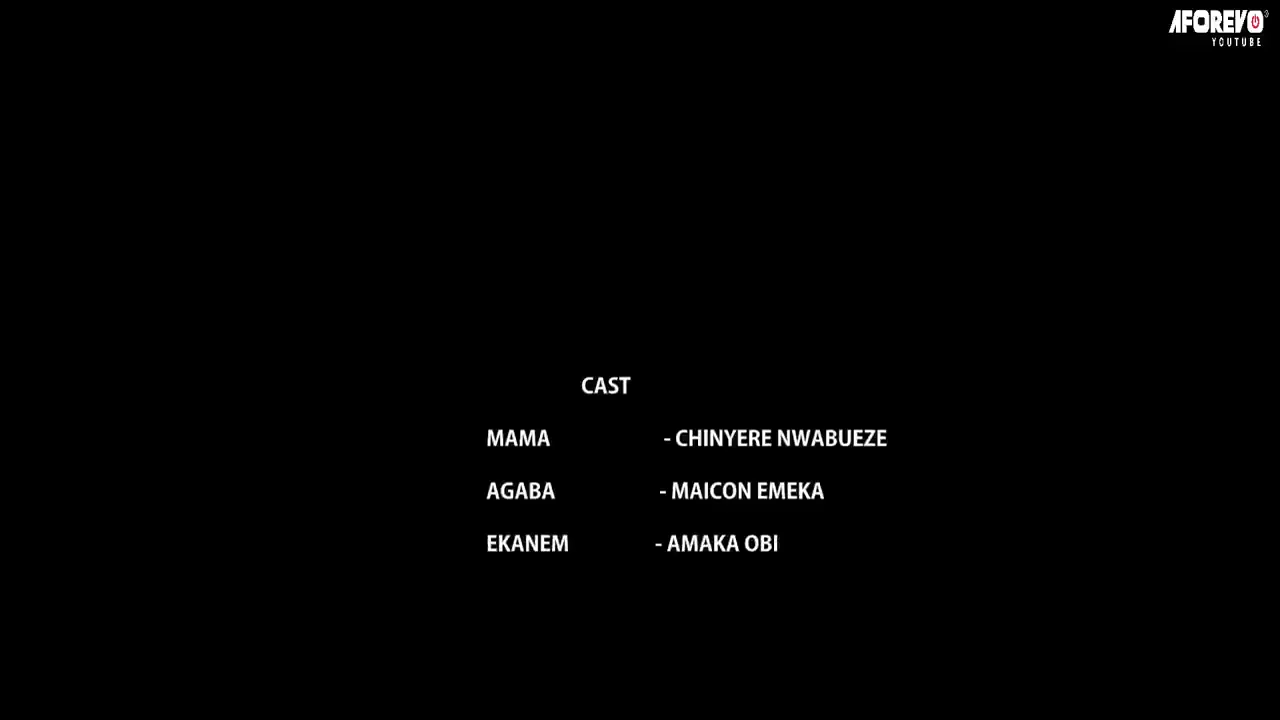 AFOREVO
YOUTUBE
CAST
MAMA - CHINYERE NWABUEZE
AGABA - MAICON EMEKA
EKANEM - AMAKA OBI